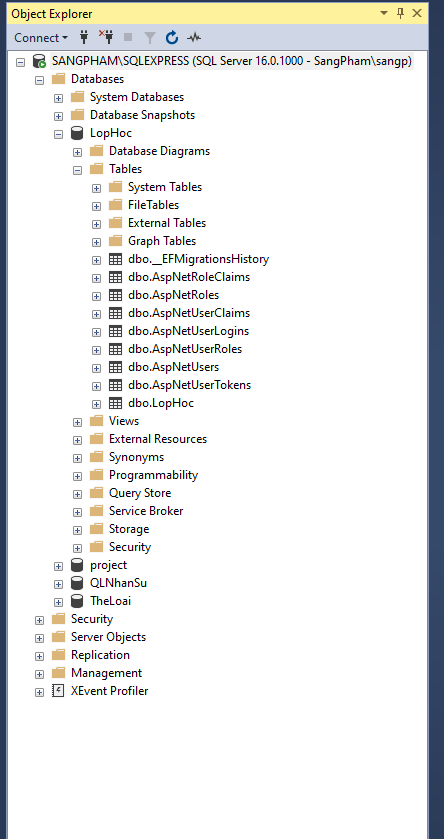 Object Explorer
Connect
SANGPHAM\SQLEXPRESS (SQL Server 16.0.1000 - SangPham\sangp)
Databases
System Databases
Database Snapshots
LopHoc
Database Diagrams
Tables
System Tables
FileTables
External Tables
Graph Tables
dbo.__EFMigrationsHistory
dbo.AspNetRoleClaims
dbo.AspNetRoles
dbo.AspNetUserClaims
dbo.AspNetUserLogins
dbo.AspNetUserRoles
dbo.AspNetUsers
dbo.AspNetUserTokens
dbo.LopHoc
Views
External Resources
Synonyms
Programmability
Query Store
Service Broker
Storage
Security
project
QLNhanSu
TheLoai
Security
Server Objects
Replication
Management
XEvent Profiler